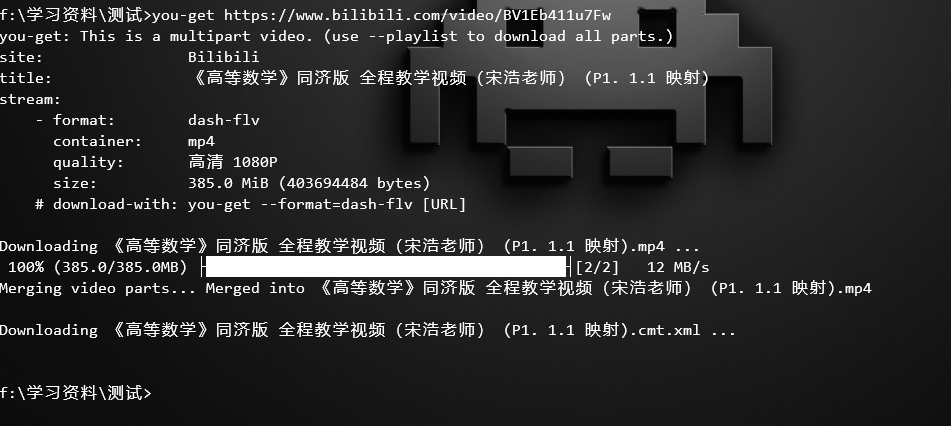 f:\学习资料\测试>you-get https://www.bilibili.com/video/BV1Eb411u7Fw
you-get: This is a multipart video. (use --playlist to download all parts.)
site: Bilibili
title: 《高等数学》同济版 全程教学视频（宋浩老师） (P1. 1.1 映射)
stream:
- format: dash-flv
container: mp4
quality: 高清 1080P
size: 385.0 MiB (403694484 bytes)
# download-with: you-get --format=dash-flv [URL]
Downloading 《高等数学》同济版 全程教学视频（宋浩老师） (P1. 1.1 映射).mp4 ...
100% (385.0/385.0MB) [2/2] 12 MB/s
Merging video parts... Merged into 《高等数学》同济版 全程教学视频（宋浩老师） (P1. 1.1 映射).mp4
Downloading 《高等数学》同济版 全程教学视频（宋浩老师） (P1. 1.1 映射).cmt.xml ...
f:\学习资料\测试>